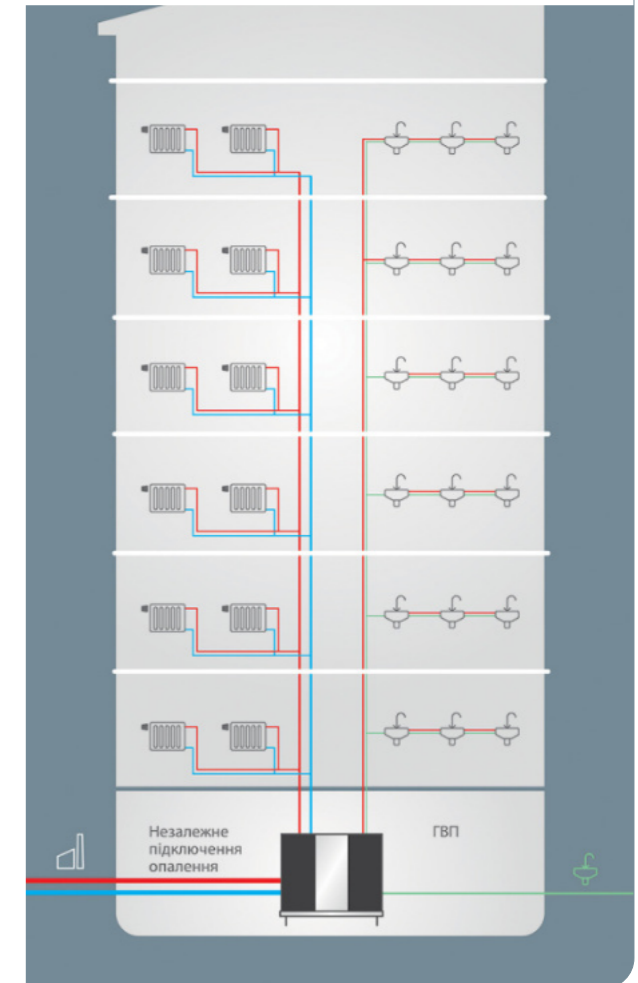 Незалежне
підключення
опалення
ГВП